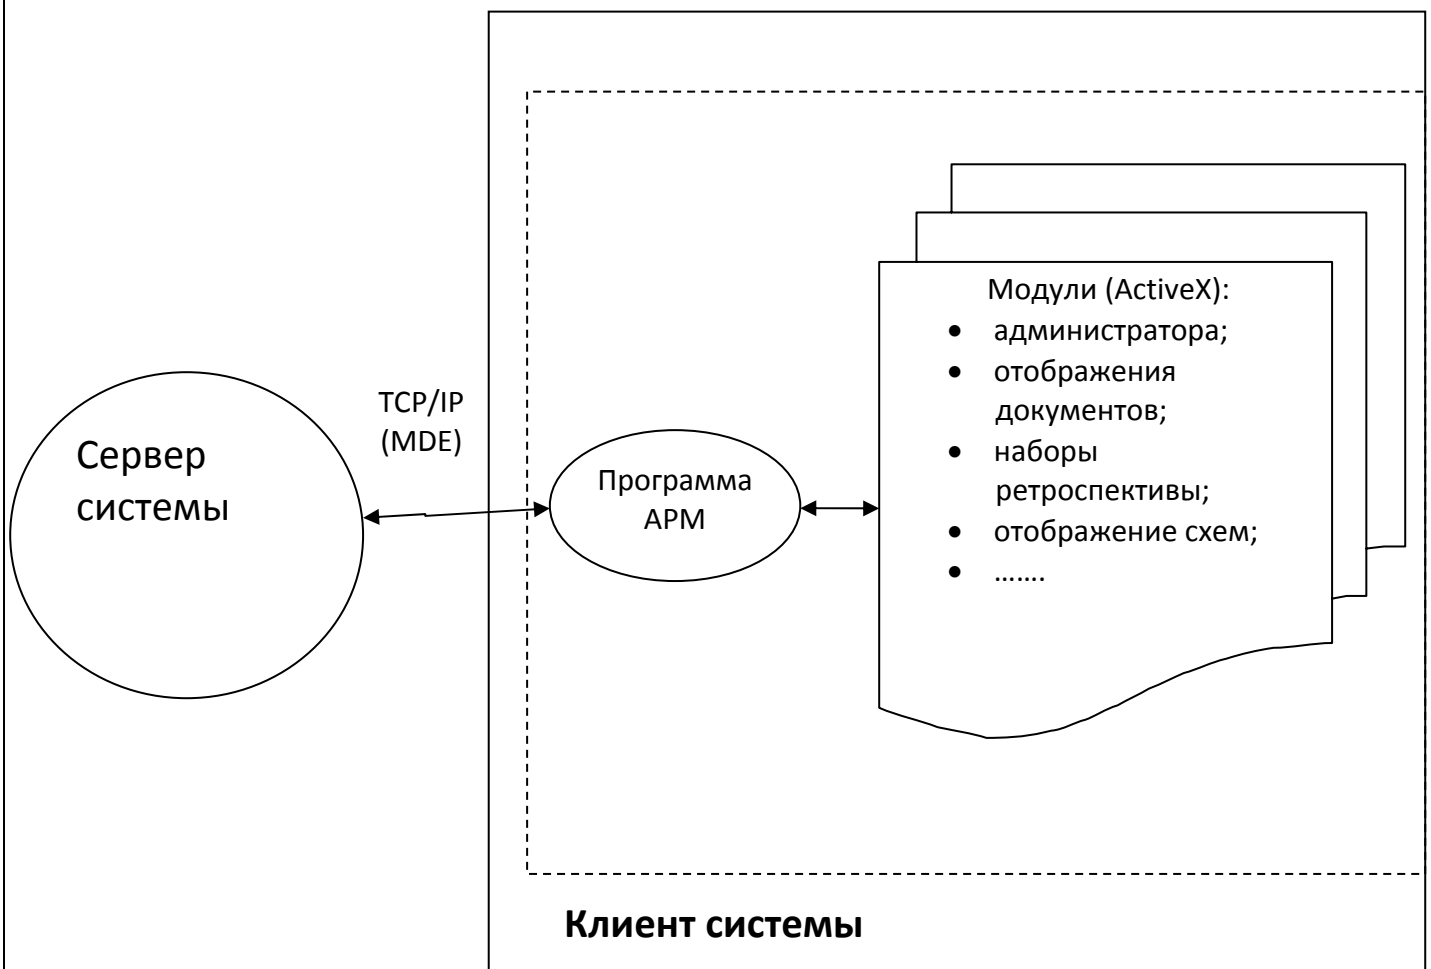 Сервер
системы
TCP/IP
(MDE)
Программа
АРМ
Модули (ActiveX):
• администратора;
• отображения
документов;
• наборы
ретроспективы;
• отображение схем;
• …….
Клиент системы